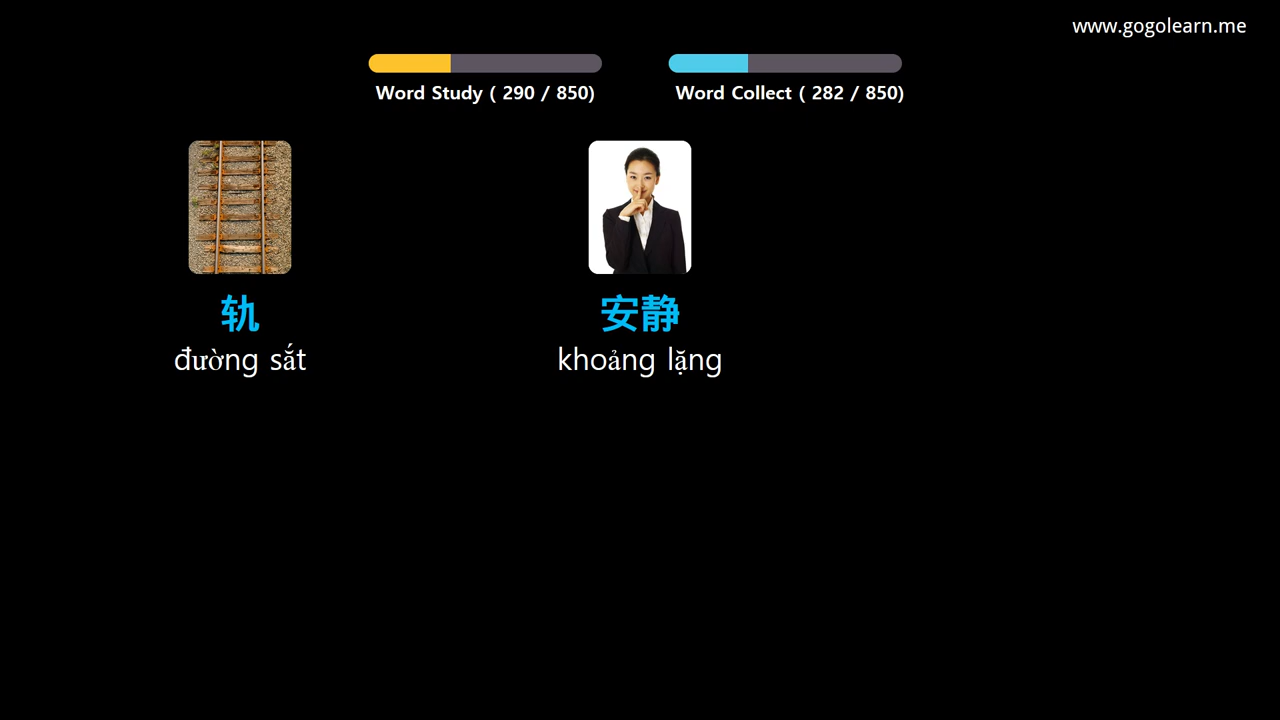 www.gogolearn.me
Word Study ( 290 / 850)
Word Collect ( 282 / 850)
轨
đường sắt
安静
khoảng lặng